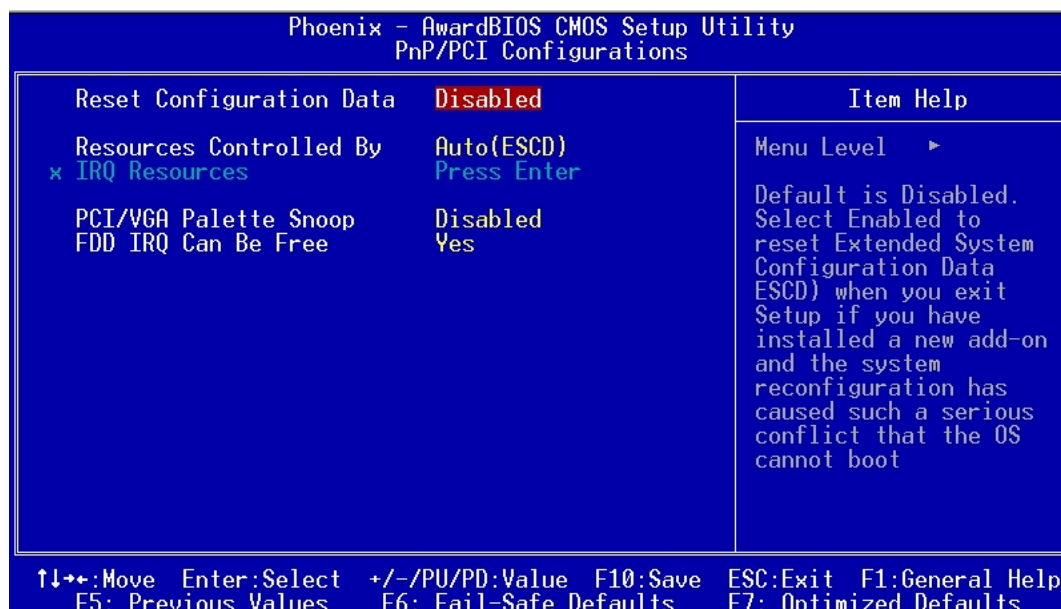 Phoenix - AwardBIOS CMOS Setup Utility
PnP/PCI Configurations
Reset Configuration Data Disabled
Resources Controlled By Auto(ESCD)
x IRQ Resources Press Enter
PCI/VGA Palette Snoop Disabled
FDD IRQ Can Be Free Yes
Item Help
Menu Level ►
Default is Disabled.
Select Enabled to
reset Extended System
Configuration Data
ESCD) when you exit
Setup if you have
installed a new add-on
and the system
reconfiguration has
caused such a serious
conflict that the OS
cannot boot
↑↓→←:Move Enter:Select +/-/PU/PD:Value F10:Save ESC:Exit F1:General Help
F5: Previous Values F6: Fail-Safe Defaults F7: Optimized Defaults